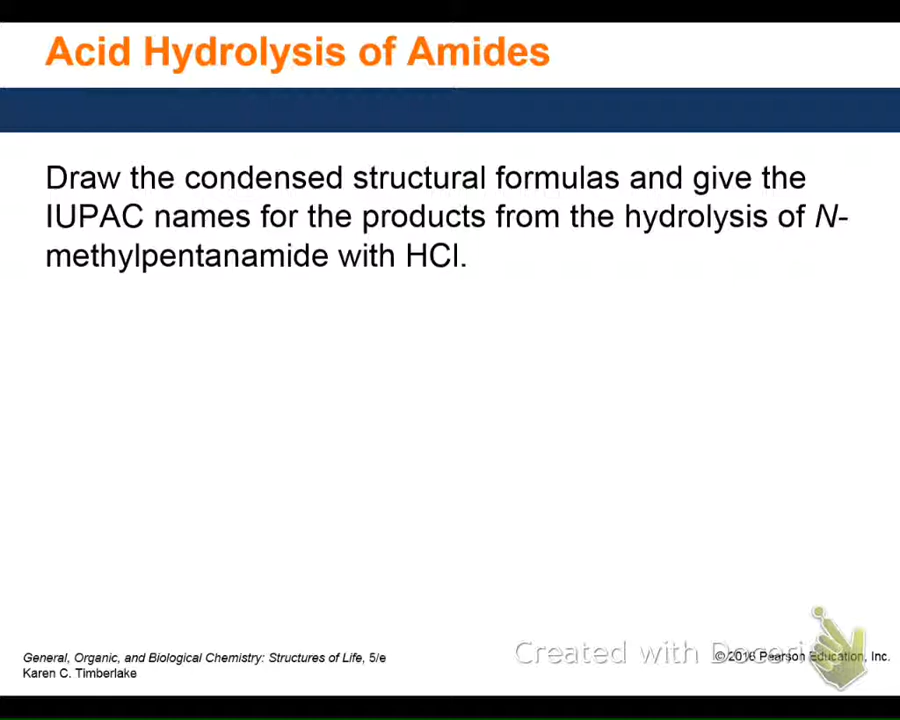 Acid Hydrolysis of Amides
Draw the condensed structural formulas and give the
IUPAC names for the products from the hydrolysis of N-
methylpentanamide with HCl.
General, Organic, and Biological Chemistry: Structures of Life, 5/e
Karen C. Timberlake
Created with
©2016 Pearson Education, Inc.